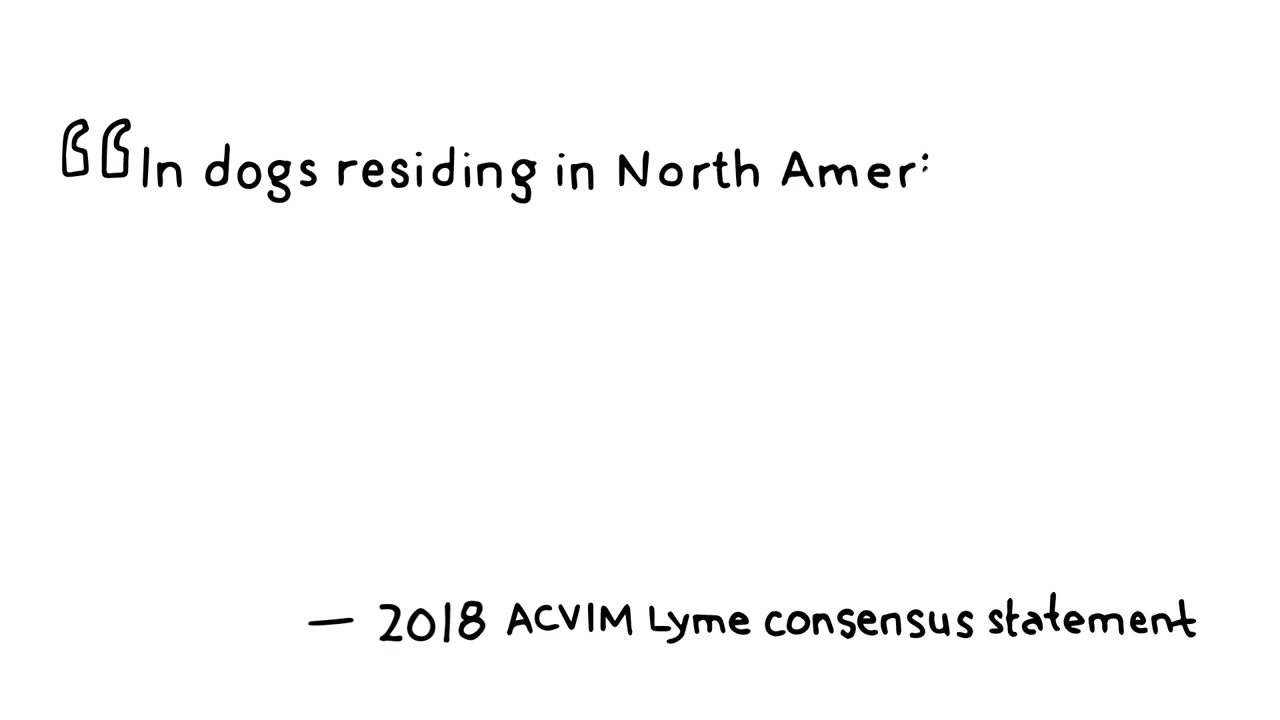 “In dogs residing in North Amer
— 2018 ACVIM Lyme consensus statement